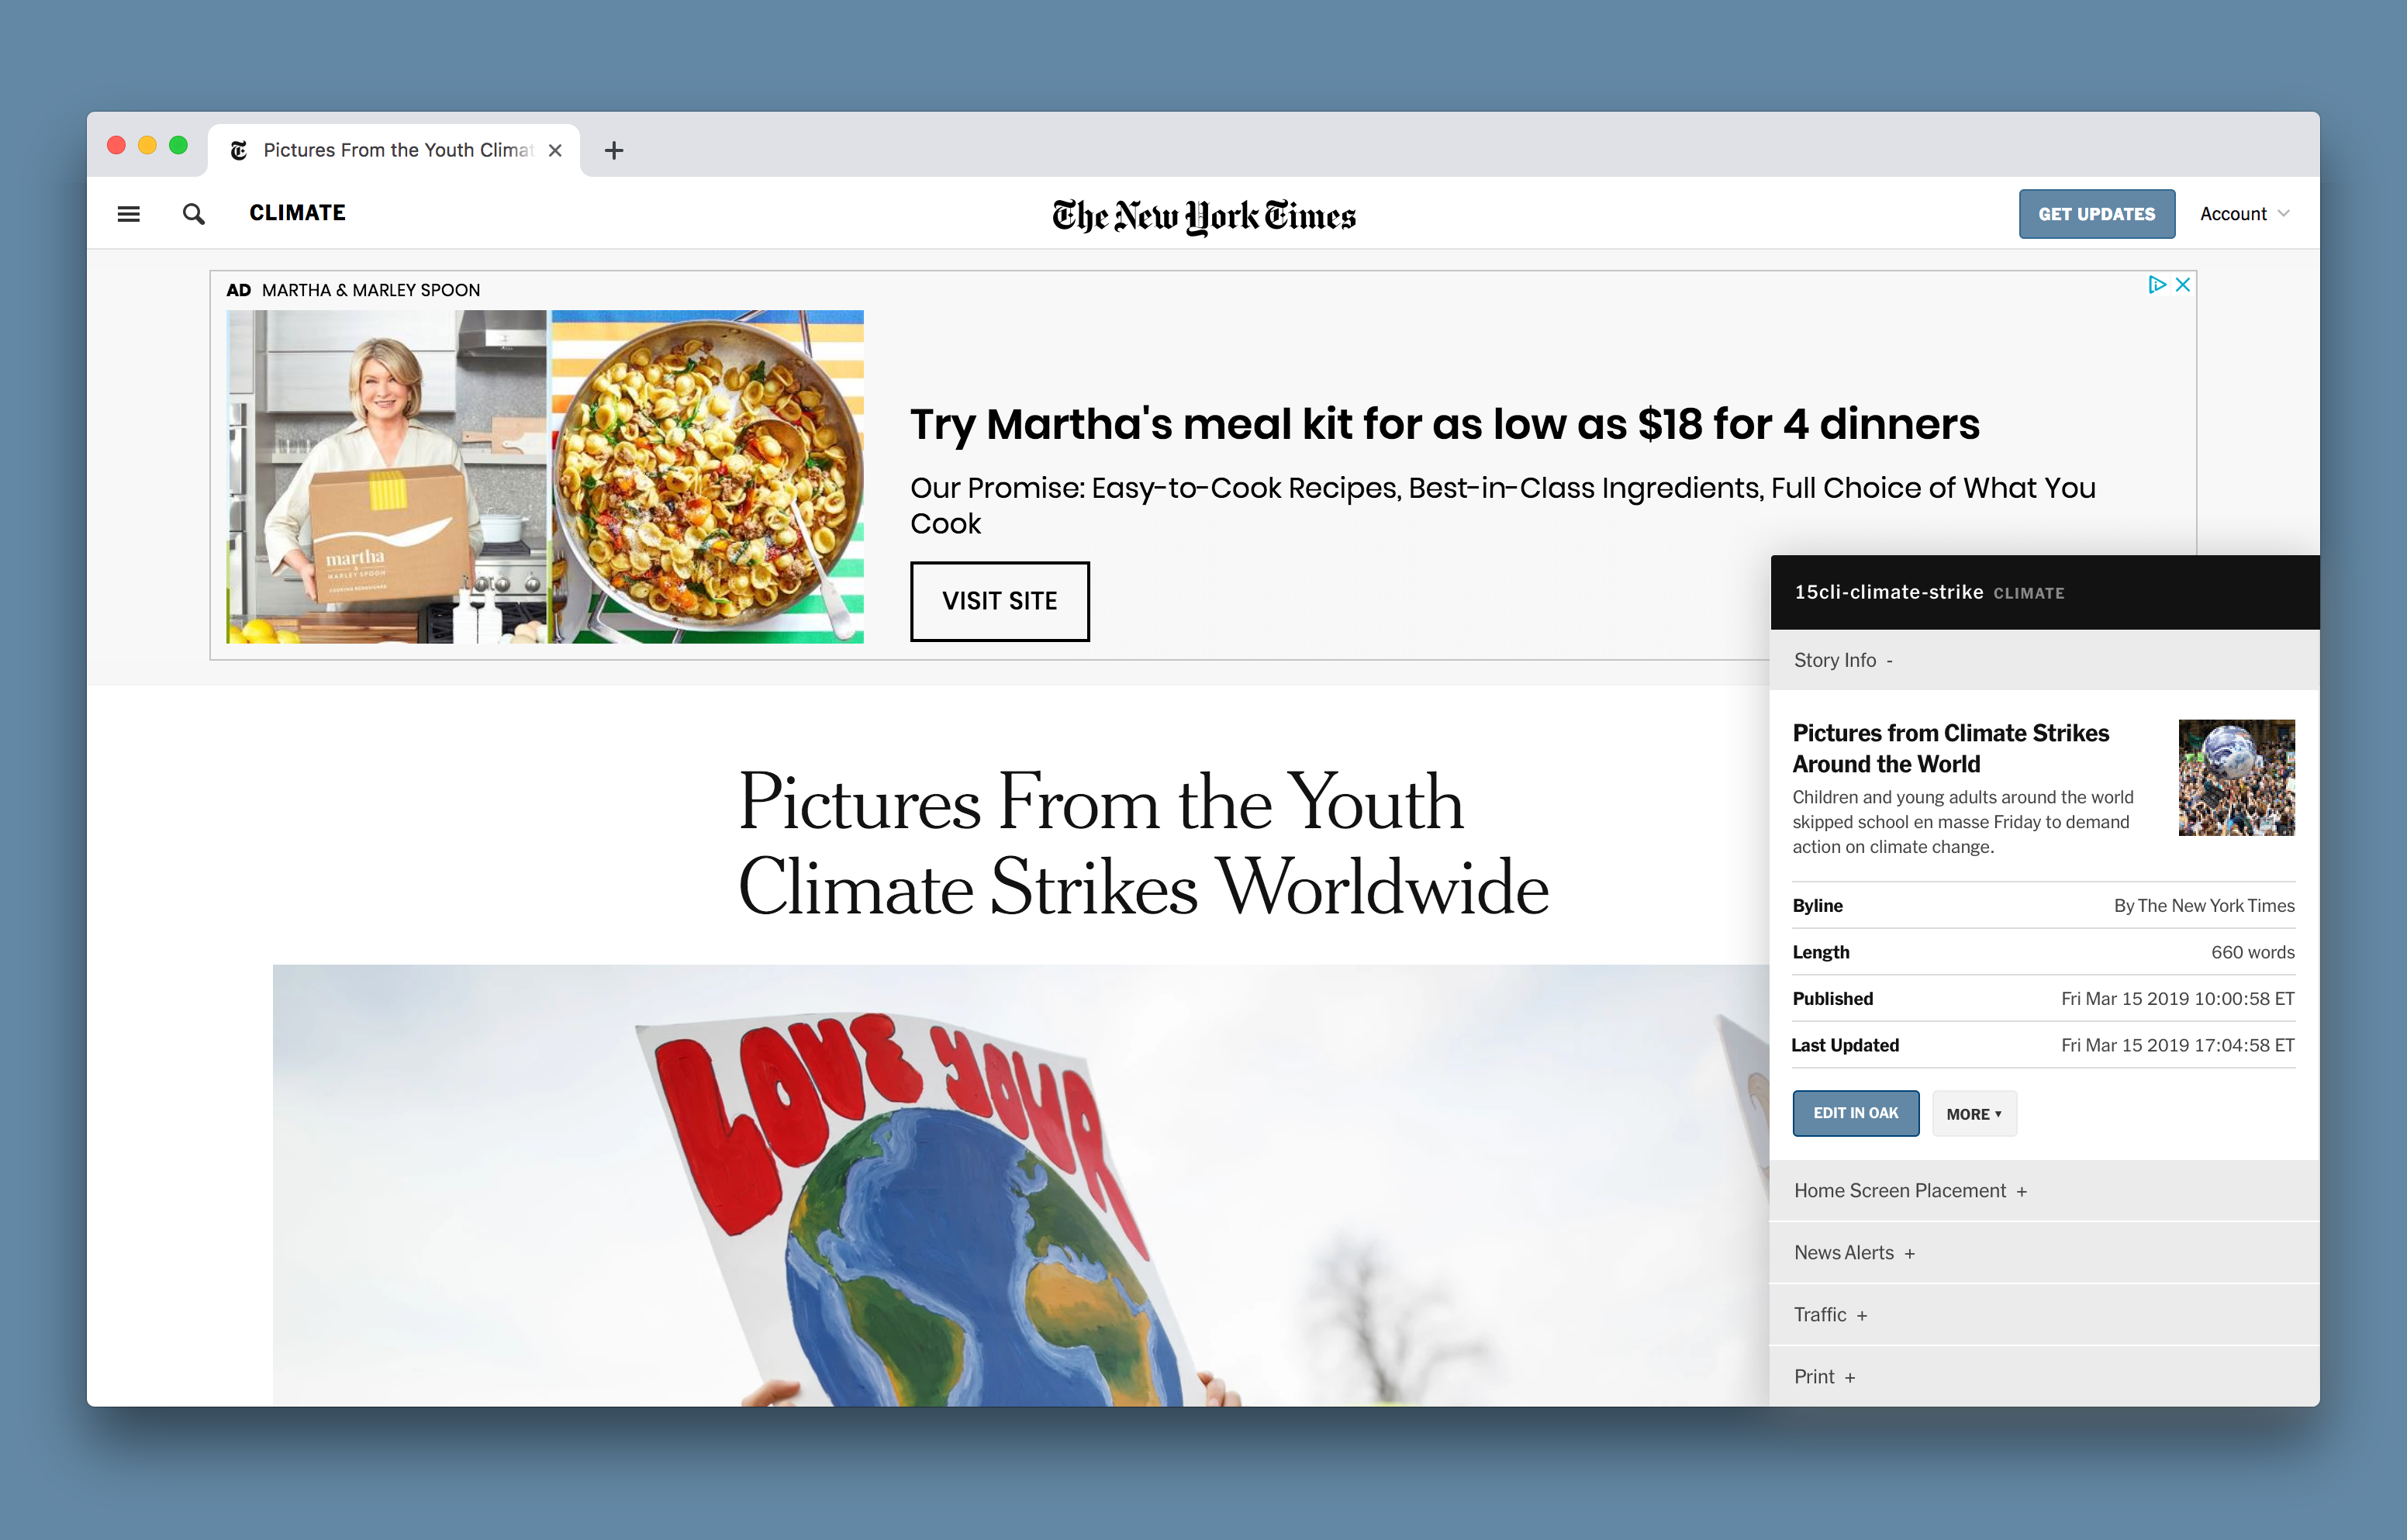 Pictures From the Youth Climat
CLIMATE
The New York Times
GET UPDATES
Account
AD MARTHA & MARLEY SPOON
martha
&
MARLEY SPOON
Try Martha's meal kit for as low as $18 for 4 dinners
Our Promise: Easy-to-Cook Recipes, Best-in-Class Ingredients, Full Choice of What You
Cook
VISIT SITE
Pictures From the Youth
Climate Strikes Worldwide
LOVE YOUR
15cli-climate-strike CLIMATE
Story Info -
Pictures from Climate Strikes
Around the World
Children and young adults around the world
skipped school en masse Friday to demand
action on climate change.
Byline By The New York Times
Length 660 words
Published Fri Mar 15 2019 10:00:58 ET
Last Updated Fri Mar 15 2019 17:04:58 ET
EDIT IN OAK MORE ▾
Home Screen Placement +
News Alerts +
Traffic +
Print +